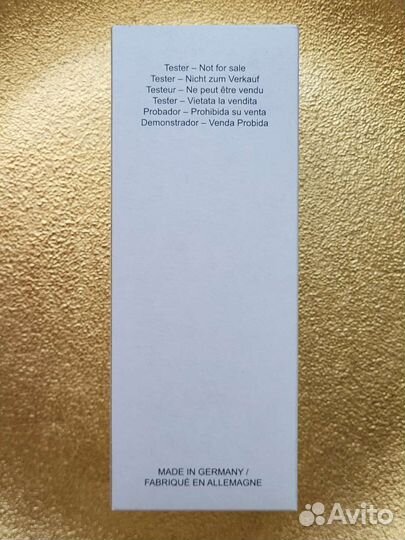 Tester – Not for sale
Tester – Nicht zum Verkauf
Testeur – Ne peut être vendu
Tester – Vietata la vendita
Probador – Prohibida su venta
Demonstrador – Venda Probida
MADE IN GERMANY /
FABRIQUÉ EN ALLEMAGNE
Avito